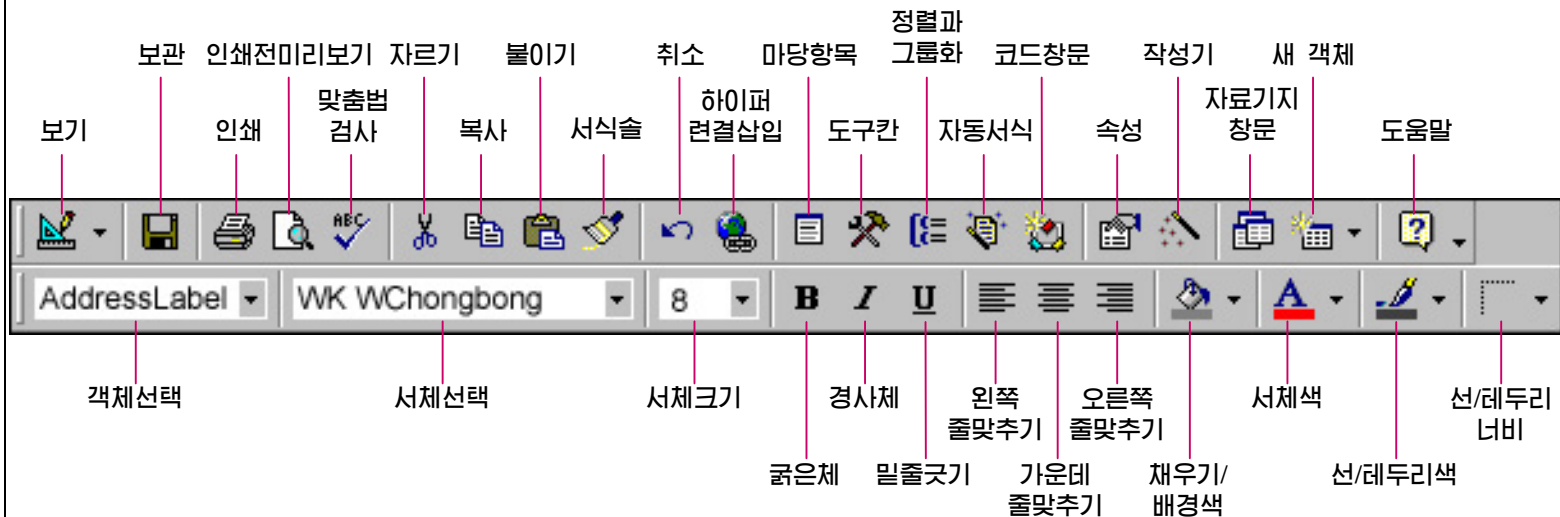 정렬과
보관 인쇄전미리보기 자르기 붙이기 취소 마당항목 그룹화 코드창문 작성기 새 객체
맞춤법 하이퍼 자료기지
보기 인쇄 검사 복사 서식솔 련결삽입 도구칸 자동서식 속성 창문 도움말
ABC
AddressLabel WK WChongbong 8 B I U A
객체선택 서체선택 서체크기 경사체 왼쪽 오른쪽 서체색 선/테두리
줄맞추기 줄맞추기 너비
굵은체 밑줄긋기 가운데 채우기/ 선/테두리색
줄맞추기 배경색